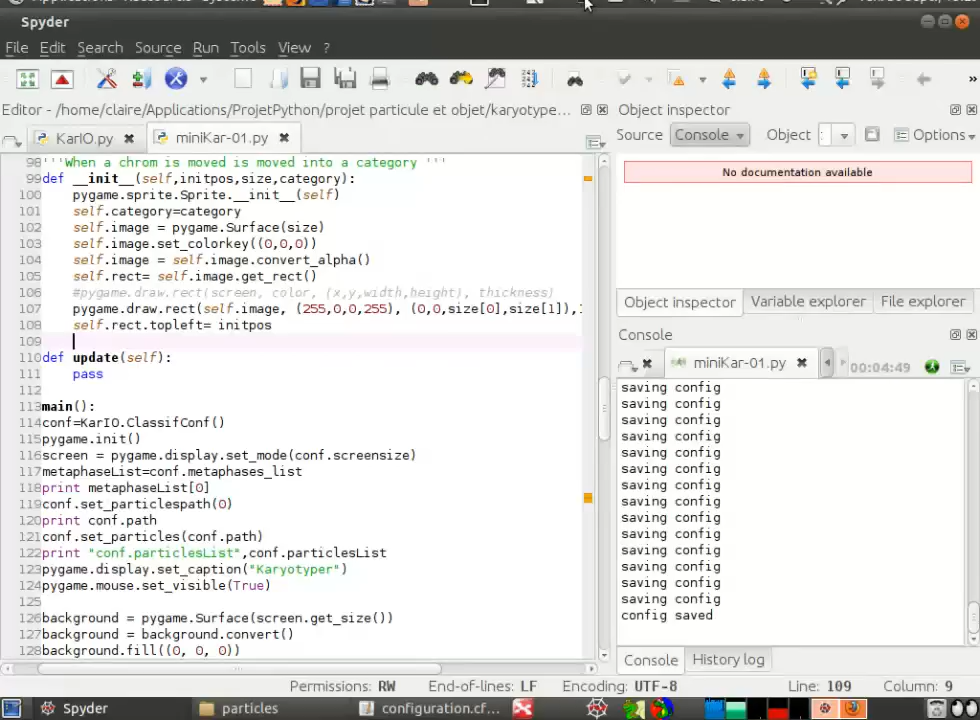 Spyder
File Edit Search Source Run Tools View ?
Editor - /home/claire/Applications/ProjetPython/projet particule et objet/karyotype...
Object inspector
KarIO.py
miniKar-01.py
Source Console Object : Options
No documentation available
98 '''When a chrom is moved is moved into a category '''
99 def __init__(self,initpos,size,category):
100 pygame.sprite.Sprite.__init__(self)
101 self.category=category
102 self.image = pygame.Surface(size)
103 self.image.set_colorkey((0,0,0))
104 self.image = self.image.convert_alpha()
105 self.rect= self.image.get_rect()
106 #pygame.draw.rect(screen, color, (x,y,width,height), thickness)
107 pygame.draw.rect(self.image, (255,0,0,255), (0,0,size[0],size[1]),
108 self.rect.topleft= initpos
109
110 def update(self):
111 pass
112
113 main():
114 conf=KarIO.ClassifConf()
115 pygame.init()
116 screen = pygame.display.set_mode(conf.screensize)
117 metaphaseList=conf.metaphases_list
118 print metaphaseList[0]
119 conf.set_particlespath(0)
120 print conf.path
121 conf.set_particles(conf.path)
122 print "conf.particlesList",conf.particlesList
123 pygame.display.set_caption("Karyotyper")
124 pygame.mouse.set_visible(True)
125
126 background = pygame.Surface(screen.get_size())
127 background = background.convert()
128 background.fill((0, 0, 0))
Object inspector Variable explorer File explorer
Console
miniKar-01.py 00:04:49
saving config
saving config
saving config
saving config
saving config
saving config
saving config
saving config
saving config
saving config
saving config
saving config
saving config
saving config
config saved
Console History log
Permissions: RW End-of-lines: LF Encoding: UTF-8 Line: 109 Column: 9
Spyder
particles
configuration.cf...